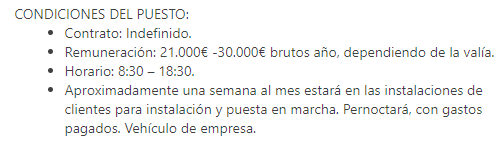 CONDICIONES DEL PUESTO:
• Contrato: Indefinido.
• Remuneración: 21.000€ -30.000€ brutos año, dependiendo de la valía.
• Horario: 8:30 – 18:30.
• Aproximadamente una semana al mes estará en las instalaciones de
clientes para instalación y puesta en marcha. Pernoctará, con gastos
pagados. Vehículo de empresa.